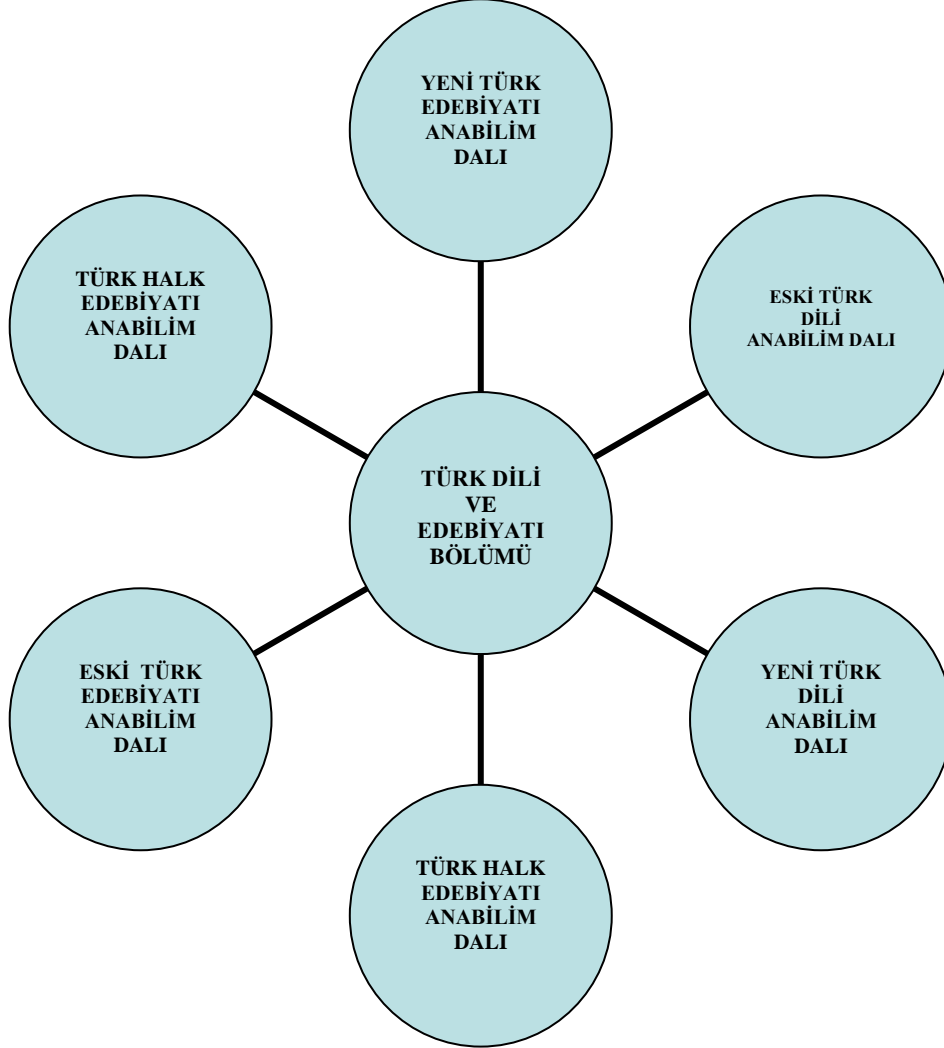 YENİ TÜRK
EDEBİYATI
ANABİLİM
DALI
TÜRK HALK
EDEBİYATI
ANABİLİM
DALI
ESKİ TÜRK
DİLİ
ANABİLİM DALI
TÜRK DİLİ
VE
EDEBİYATI
BÖLÜMÜ
ESKİ TÜRK
EDEBİYATI
ANABİLİM
DALI
YENİ TÜRK
DİLİ
ANABİLİM
DALI
TÜRK HALK
EDEBİYATI
ANABİLİM
DALI